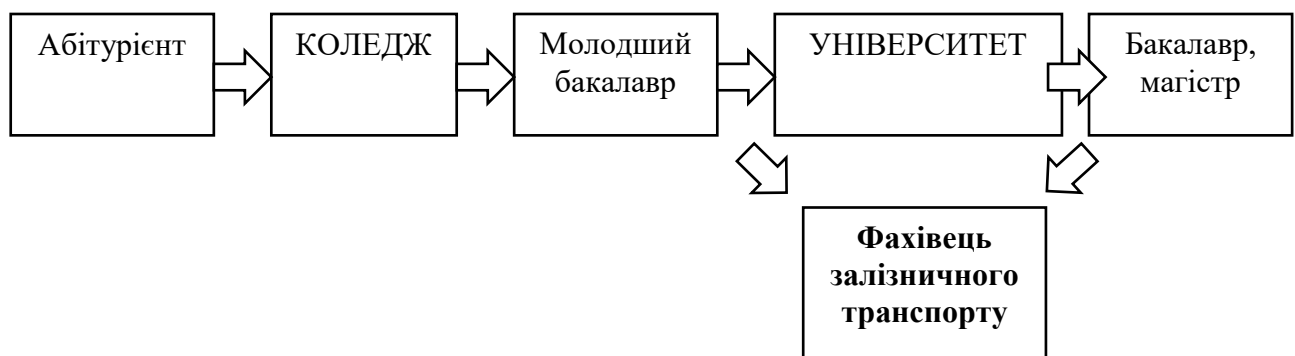 Абітурієнт
КОЛЕДЖ
Молодший
бакалавр
УНІВЕРСИТЕТ
Бакалавр,
магістр
Фахівець
залізничного
транспорту